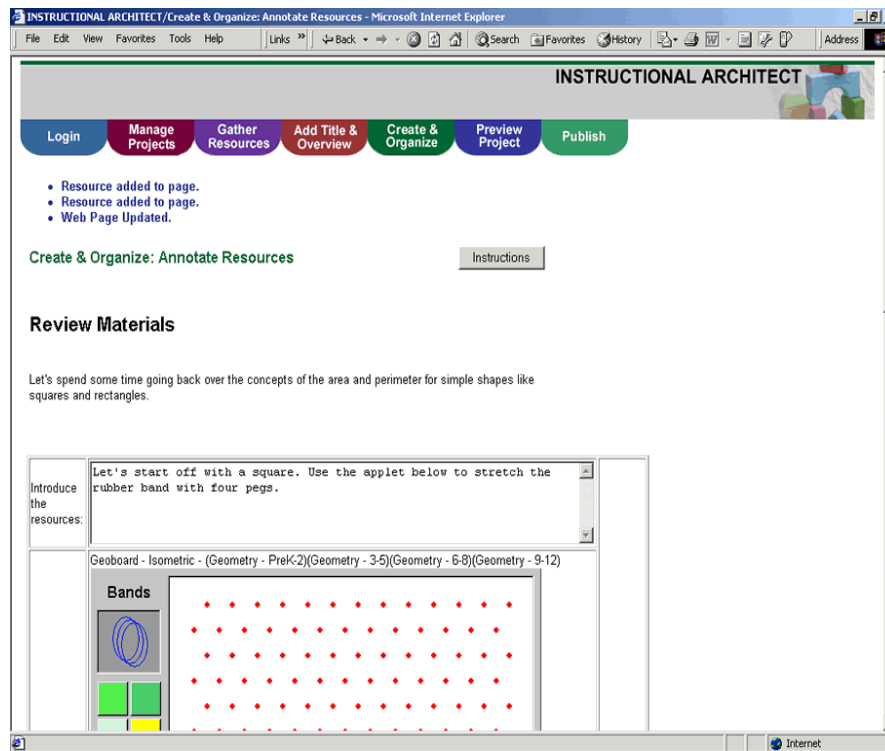 INSTRUCTIONAL ARCHITECT/Create & Organize: Annotate Resources - Microsoft Internet Explorer
File Edit View Favorites Tools Help Links » Back Search Favorites History Address
INSTRUCTIONAL ARCHITECT
Login Manage Projects Gather Resources Add Title & Overview Create & Organize Preview Project Publish
Resource added to page.
Resource added to page.
Web Page Updated.
Create & Organize: Annotate Resources Instructions
Review Materials
Let's spend some time going back over the concepts of the area and perimeter for simple shapes like
squares and rectangles.
Introduce the resources:
Let's start off with a square. Use the applet below to stretch the
rubber band with four pegs.
Geoboard - Isometric - (Geometry - PreK-2)(Geometry - 3-5)(Geometry - 6-8)(Geometry - 9-12)
Bands
Internet